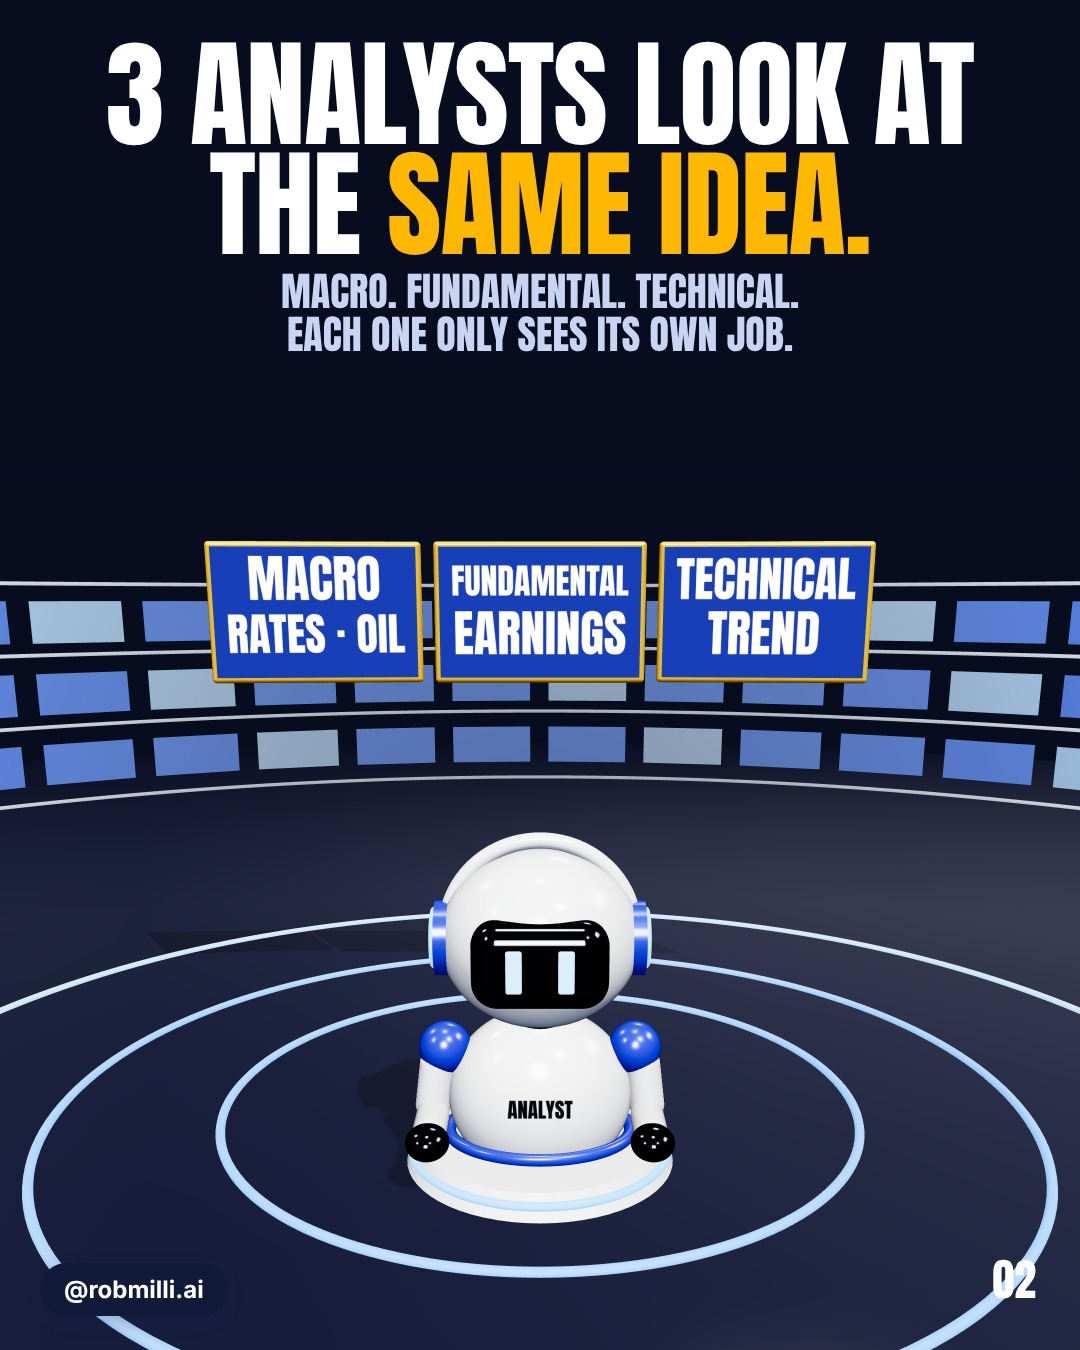 3 ANALYSTS LOOK AT
THE SAME IDEA.
MACRO. FUNDAMENTAL. TECHNICAL.
EACH ONE ONLY SEES ITS OWN JOB.
MACRO
RATES · OIL
FUNDAMENTAL
EARNINGS
TECHNICAL
TREND
ANALYST
@robmilli.ai
02